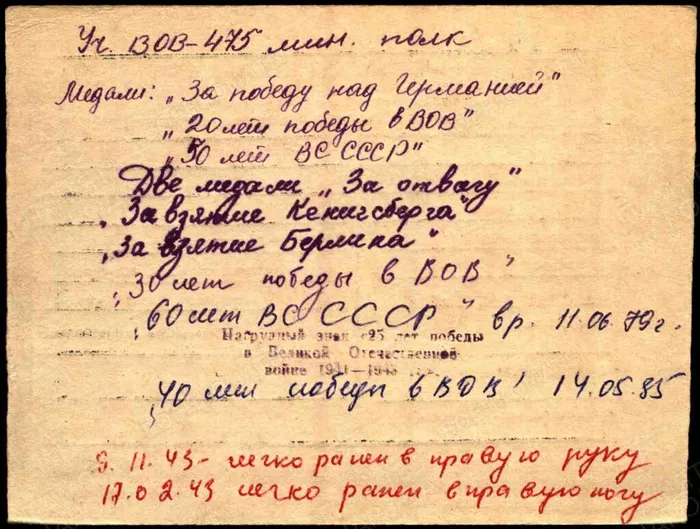 Уч. ВОВ-475 мин. полк
Медали: „За победу над Германией"
„20 лет победы в ВОВ"
„50 лет ВС СССР"
Две медали „За отвагу"
„За взятие Кенигсберга"
„За взятие Берлина"
„30 лет победы в ВОВ"
„60 лет ВС СССР" вр. 11.06.79г.
Нагрудный знак «25 лет победы
в Великой Отечественной
войне 1941—1945
„40 лет победы в ВОВ" 14.05.85
9.11.43- легко ранен в правую руку
17.02.43 легко ранен в правую ногу